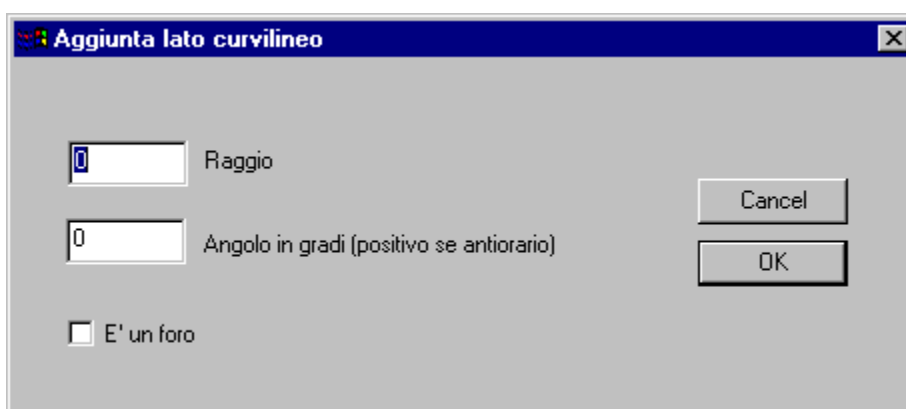 Aggiunta lato curvilineo
0 Raggio
0 Angolo in gradi (positivo se antiorario)
E' un foro
Cancel
OK